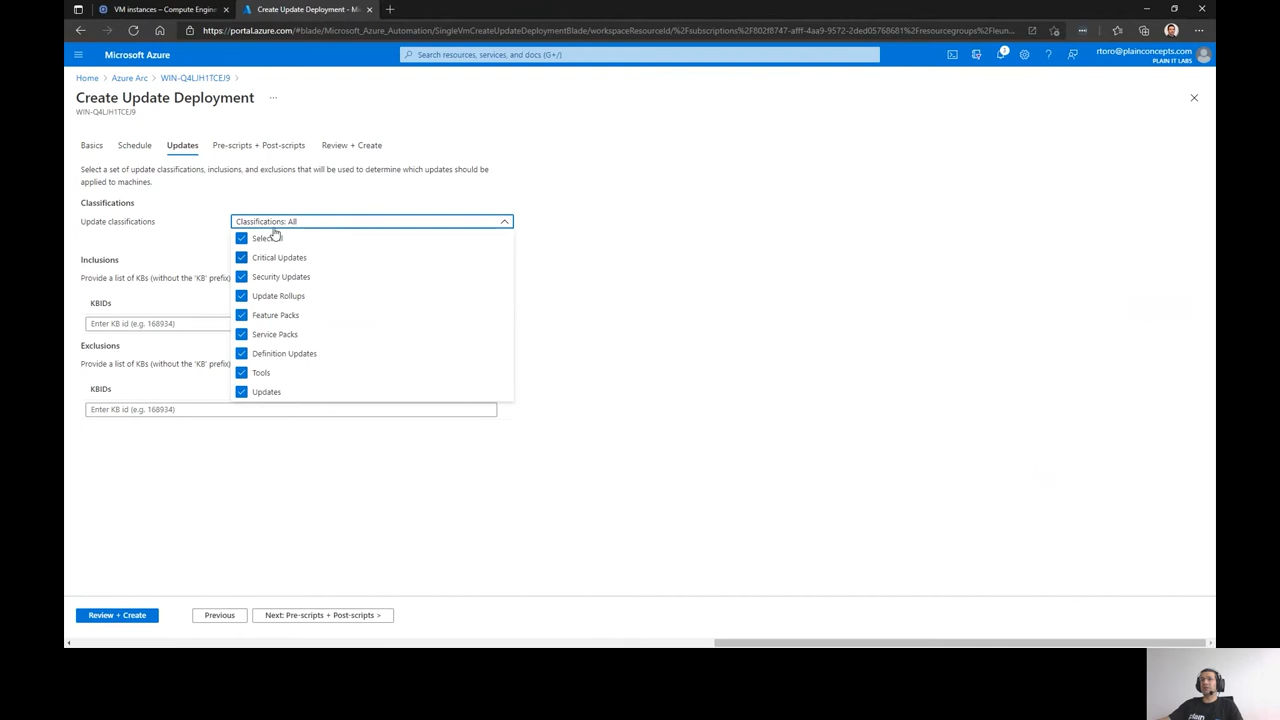 VM instances – Compute Engin
Create Update Deployment - Mi
https://portal.azure.com/#blade/Microsoft_Azure_Automation/SingleVmCreateUpdateDeploymentBlade/workspaceResourceId/%2Fsubscriptions%2F802f8747-afff-4aa9-9572-2ded05768681%2Fresourcegroups%2Fleun...
Microsoft Azure
Search resources, services, and docs (G+/)
1
rtoro@plainconcepts.com
PLAIN IT LABS
Home > Azure Arc > WIN-Q4LJH1TCEJ9 >
Create Update Deployment ...
WIN-Q4LJH1TCEJ9
Basics Schedule Updates Pre-scripts + Post-scripts Review + Create
Select a set of update classifications, inclusions, and exclusions that will be used to determine which updates should be
applied to machines.
Classifications
Update classifications
Classifications: All
Critical Updates
Security Updates
Update Rollups
Feature Packs
Service Packs
Definition Updates
Tools
Updates
Inclusions
Provide a list of KBs (without the 'KB' prefix)
KBIDs
Enter KB id (e.g. 168934)
Exclusions
Provide a list of KBs (without the 'KB' prefix)
KBIDs
Enter KB id (e.g. 168934)
Review + Create
Previous
Next: Pre-scripts + Post-scripts >